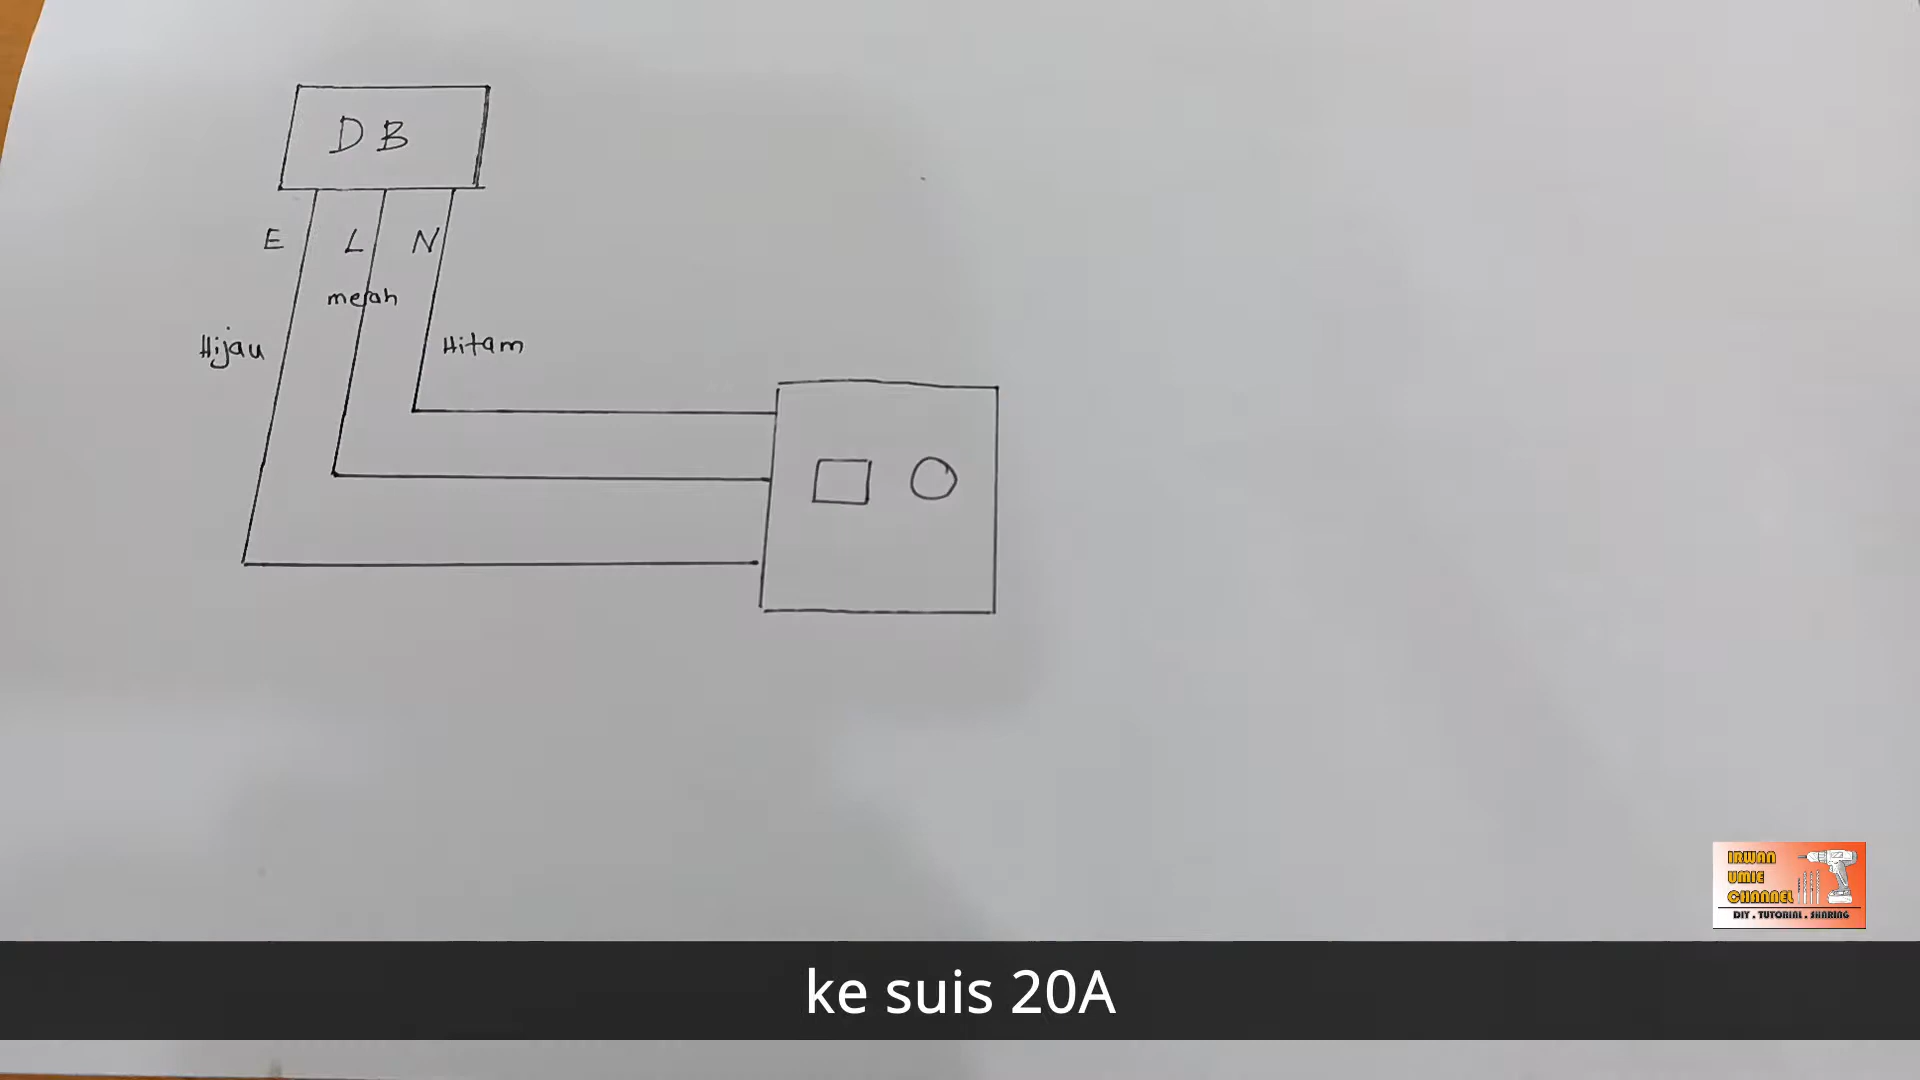 DB
E L N
merah
Hijau
Hitam
IRWAN
UMIE
CHANNEL
DIY . TUTORIAL . SHARING
ke suis 20A